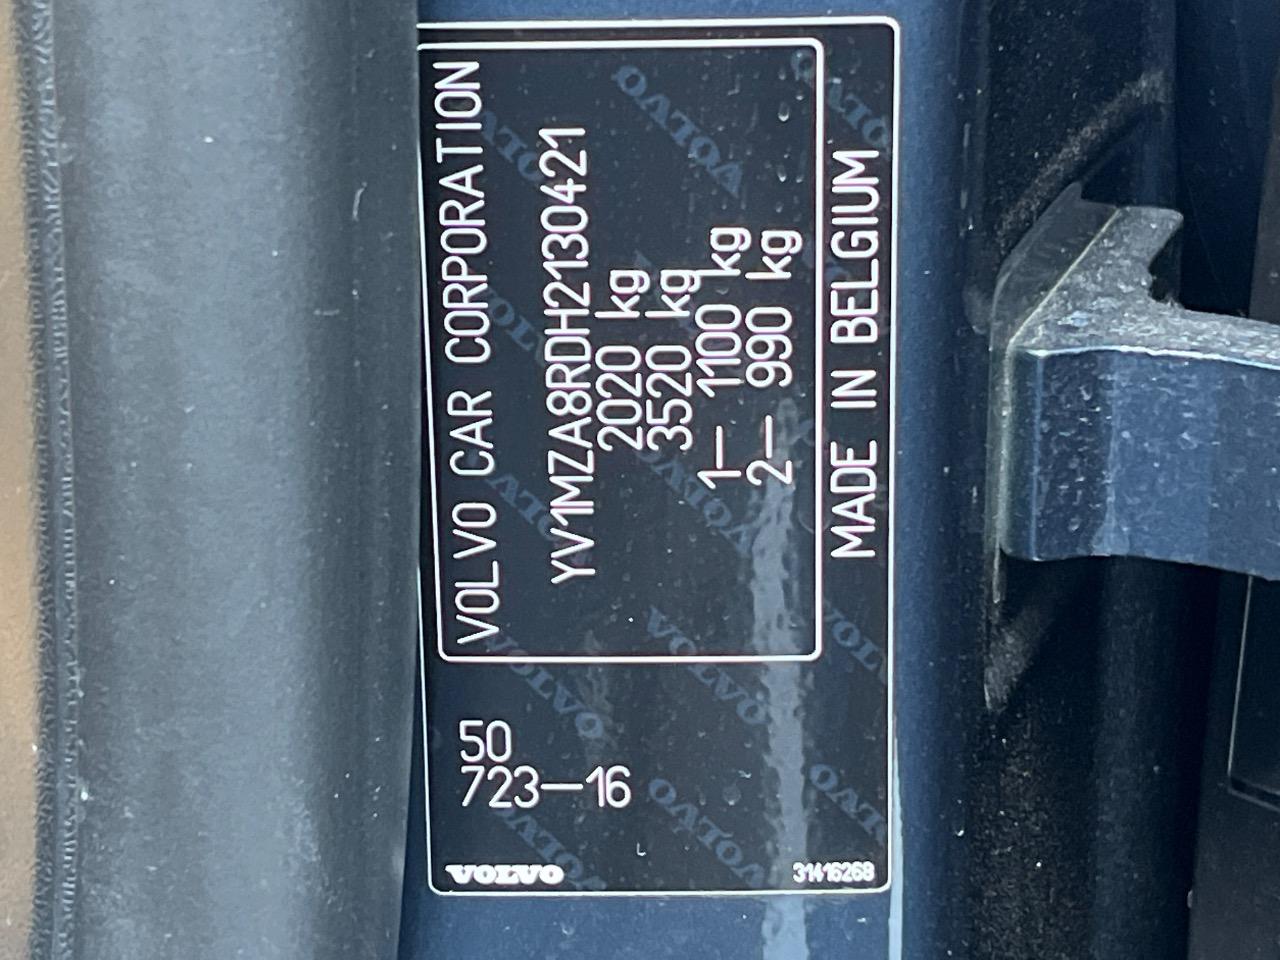 VOLVO CAR CORPORATION
YV1MZA8RDH2130421
2020 kg
3520 kg
1— 1100 kg
2— 990 kg
MADE IN BELGIUM
50
723—16
VOLVO
31416268